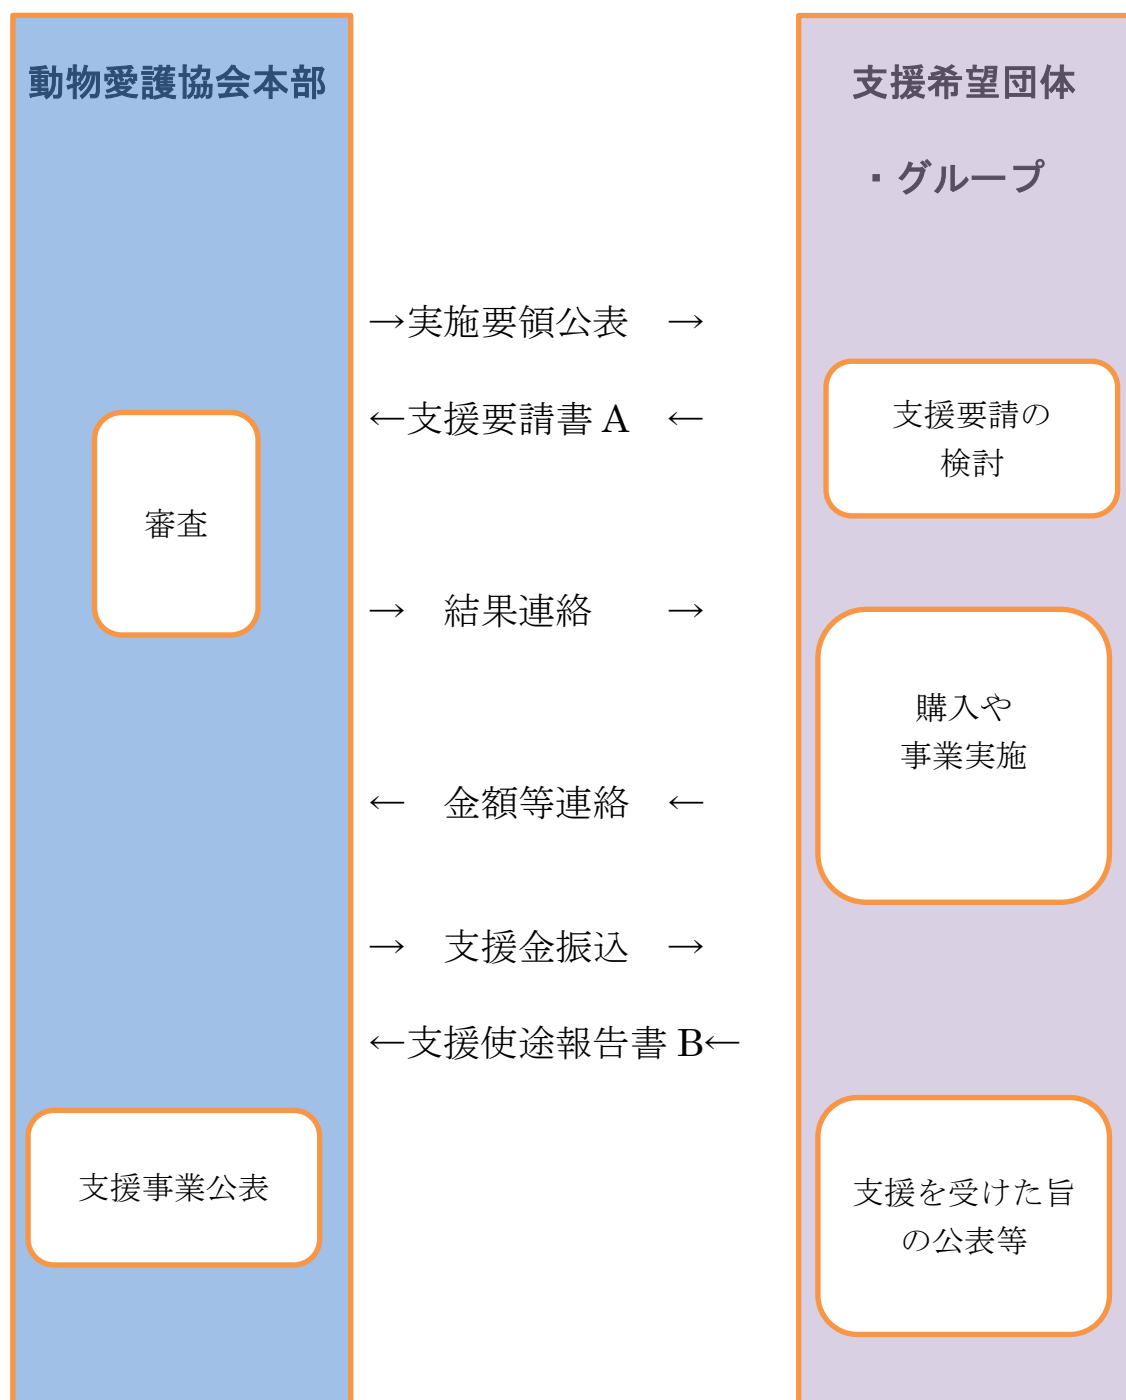 動物愛護協会本部
支援希望団体
・グループ
→実施要領公表　→
←支援要請書 A　←
支援要請の
検討
審査
→　結果連絡　　→
購入や
事業実施
←　金額等連絡　←
→　支援金振込　→
←支援使途報告書 B←
支援事業公表
支援を受けた旨
の公表等